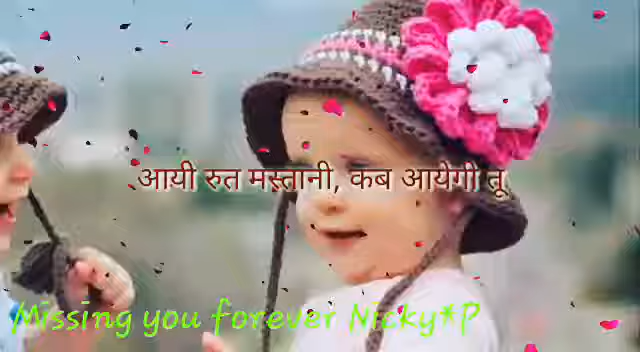 आयी रुत मस्तानी, कब आयेगी तू
Missing you forever Nicky*P